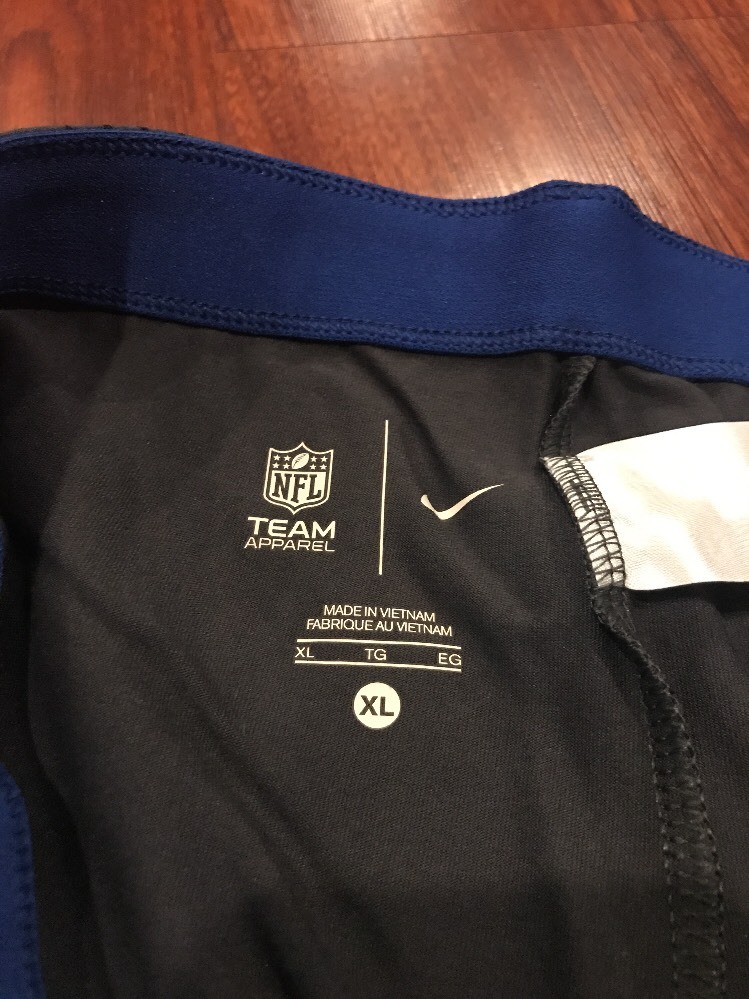 NFL
TEAM
APPAREL
MADE IN VIETNAM
FABRIQUE AU VIETNAM
XL TG EG
XL